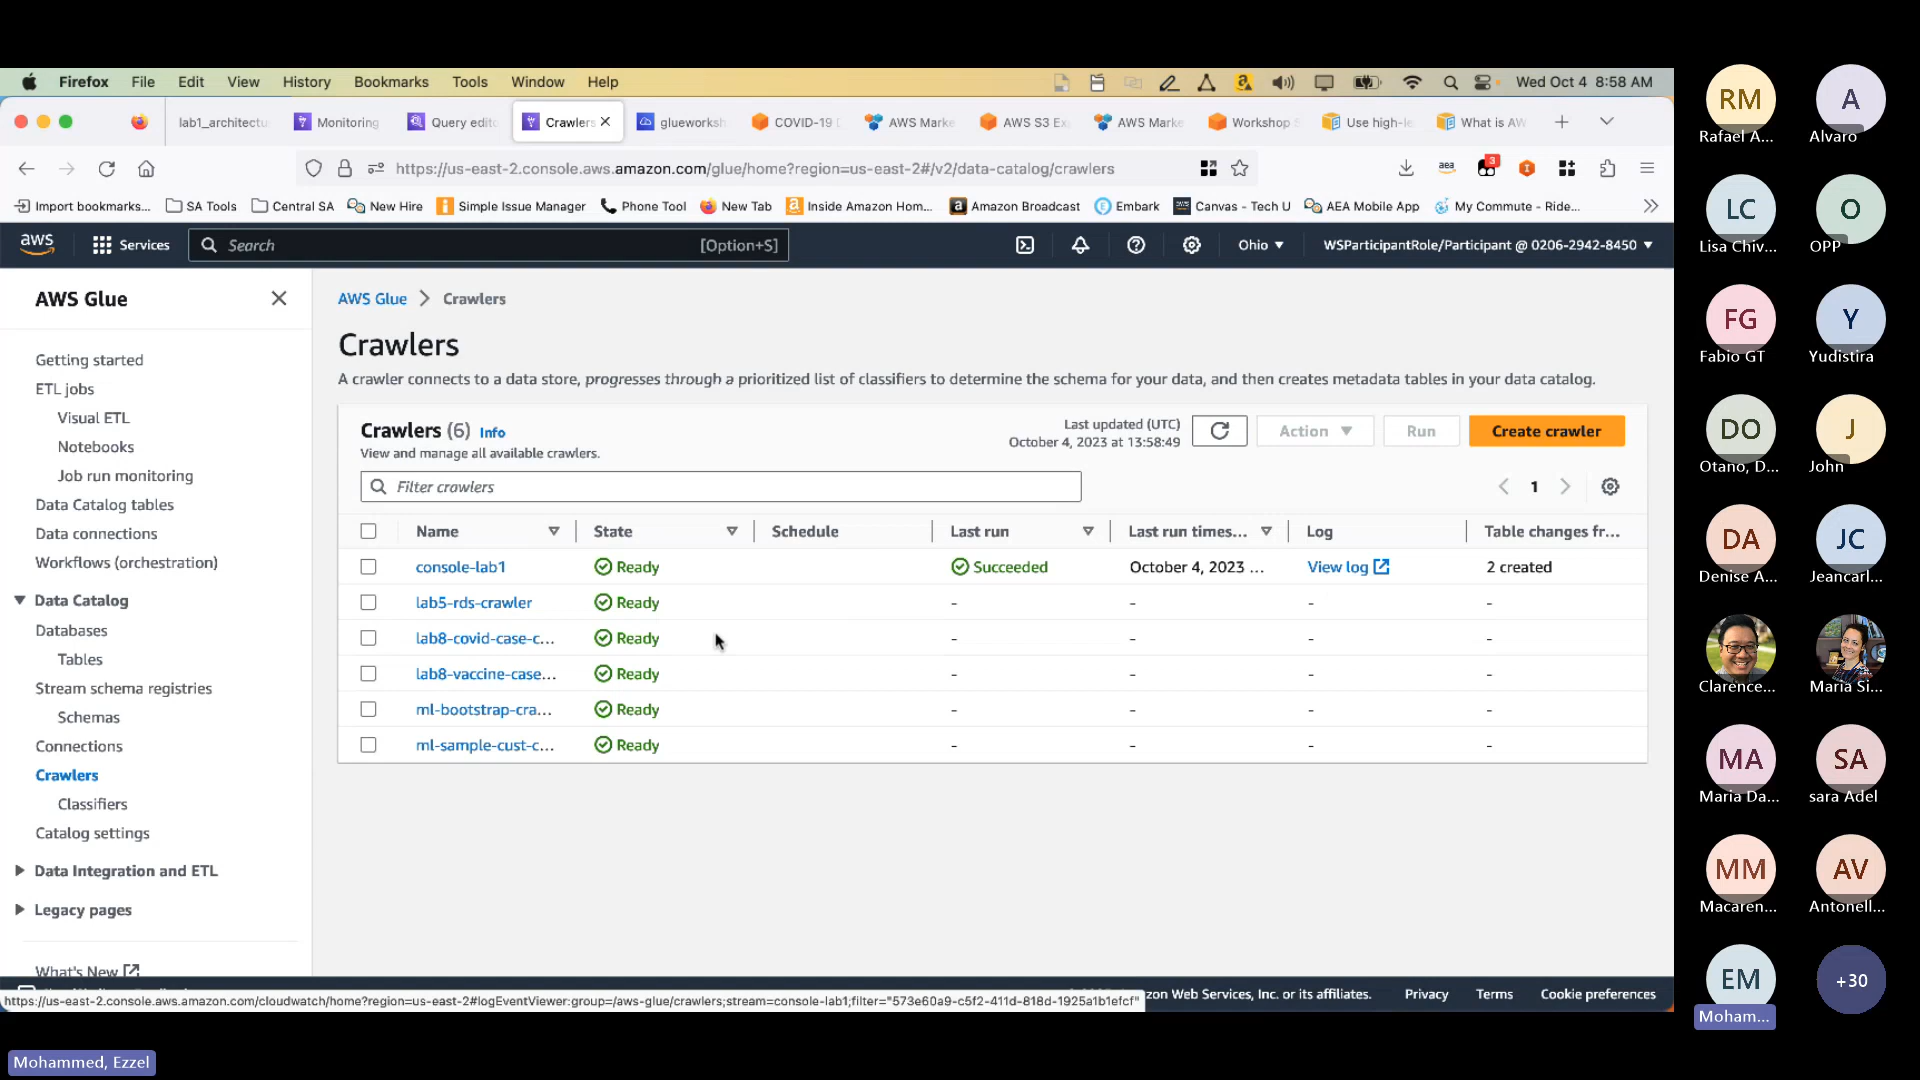 Firefox File Edit View History Bookmarks Tools Window Help Wed Oct 4 8:58 AM
lab1_architectu Monitoring Query edit Crawlers glueworksh COVID-19 AWS Marke AWS S3 Ex AWS Marke Workshop Use high-le What is AW
https://us-east-2.console.aws.amazon.com/glue/home?region=us-east-2#/v2/data-catalog/crawlers aea 3
Import bookmarks... SA Tools Central SA New Hire Simple Issue Manager Phone Tool New Tab Inside Amazon Hom... Amazon Broadcast Embark Canvas - Tech U AEA Mobile App My Commute - Ride...
aws Services Search [Option+S] Ohio WSParticipantRole/Participant @ 0206-2942-8450
AWS Glue
Getting started
ETL jobs
Visual ETL
Notebooks
Job run monitoring
Data Catalog tables
Data connections
Workflows (orchestration)
Data Catalog
Databases
Tables
Stream schema registries
Schemas
Connections
Crawlers
Classifiers
Catalog settings
Data Integration and ETL
Legacy pages
What's New
AWS Glue > Crawlers
Crawlers
A crawler connects to a data store, progresses through a prioritized list of classifiers to determine the schema for your data, and then creates metadata tables in your data catalog.
Crawlers (6) Info
View and manage all available crawlers.
Last updated (UTC)
October 4, 2023 at 13:58:49
Action Run Create crawler
Filter crawlers
1
Name State Schedule Last run Last run times... Log Table changes fr...
console-lab1 Ready Succeeded October 4, 2023 ... View log 2 created
lab5-rds-crawler Ready - - - -
lab8-covid-case-c... Ready - - - -
lab8-vaccine-case... Ready - - - -
ml-bootstrap-cra... Ready - - - -
ml-sample-cust-c... Ready - - - -
https://us-east-2.console.aws.amazon.com/cloudwatch/home?region=us-east-2#logEventViewer:group=/aws-glue/crawlers;stream=console-lab1;filter="573e60a9-c5f2-411d-818d-1925a1b1efcf"
zon Web Services, Inc. or its affiliates. Privacy Terms Cookie preferences
Mohammed, Ezzel
RM A
Rafael A... Alvaro
LC O
Lisa Chiv... OPP
FG Y
Fabio GT Yudistira
DO J
Otano, D... John
DA JC
Denise A... Jeancarl...
Clarence... Maria Si...
MA SA
Maria Da... sara Adel
MM AV
Macaren... Antonell...
EM +30
Moham...